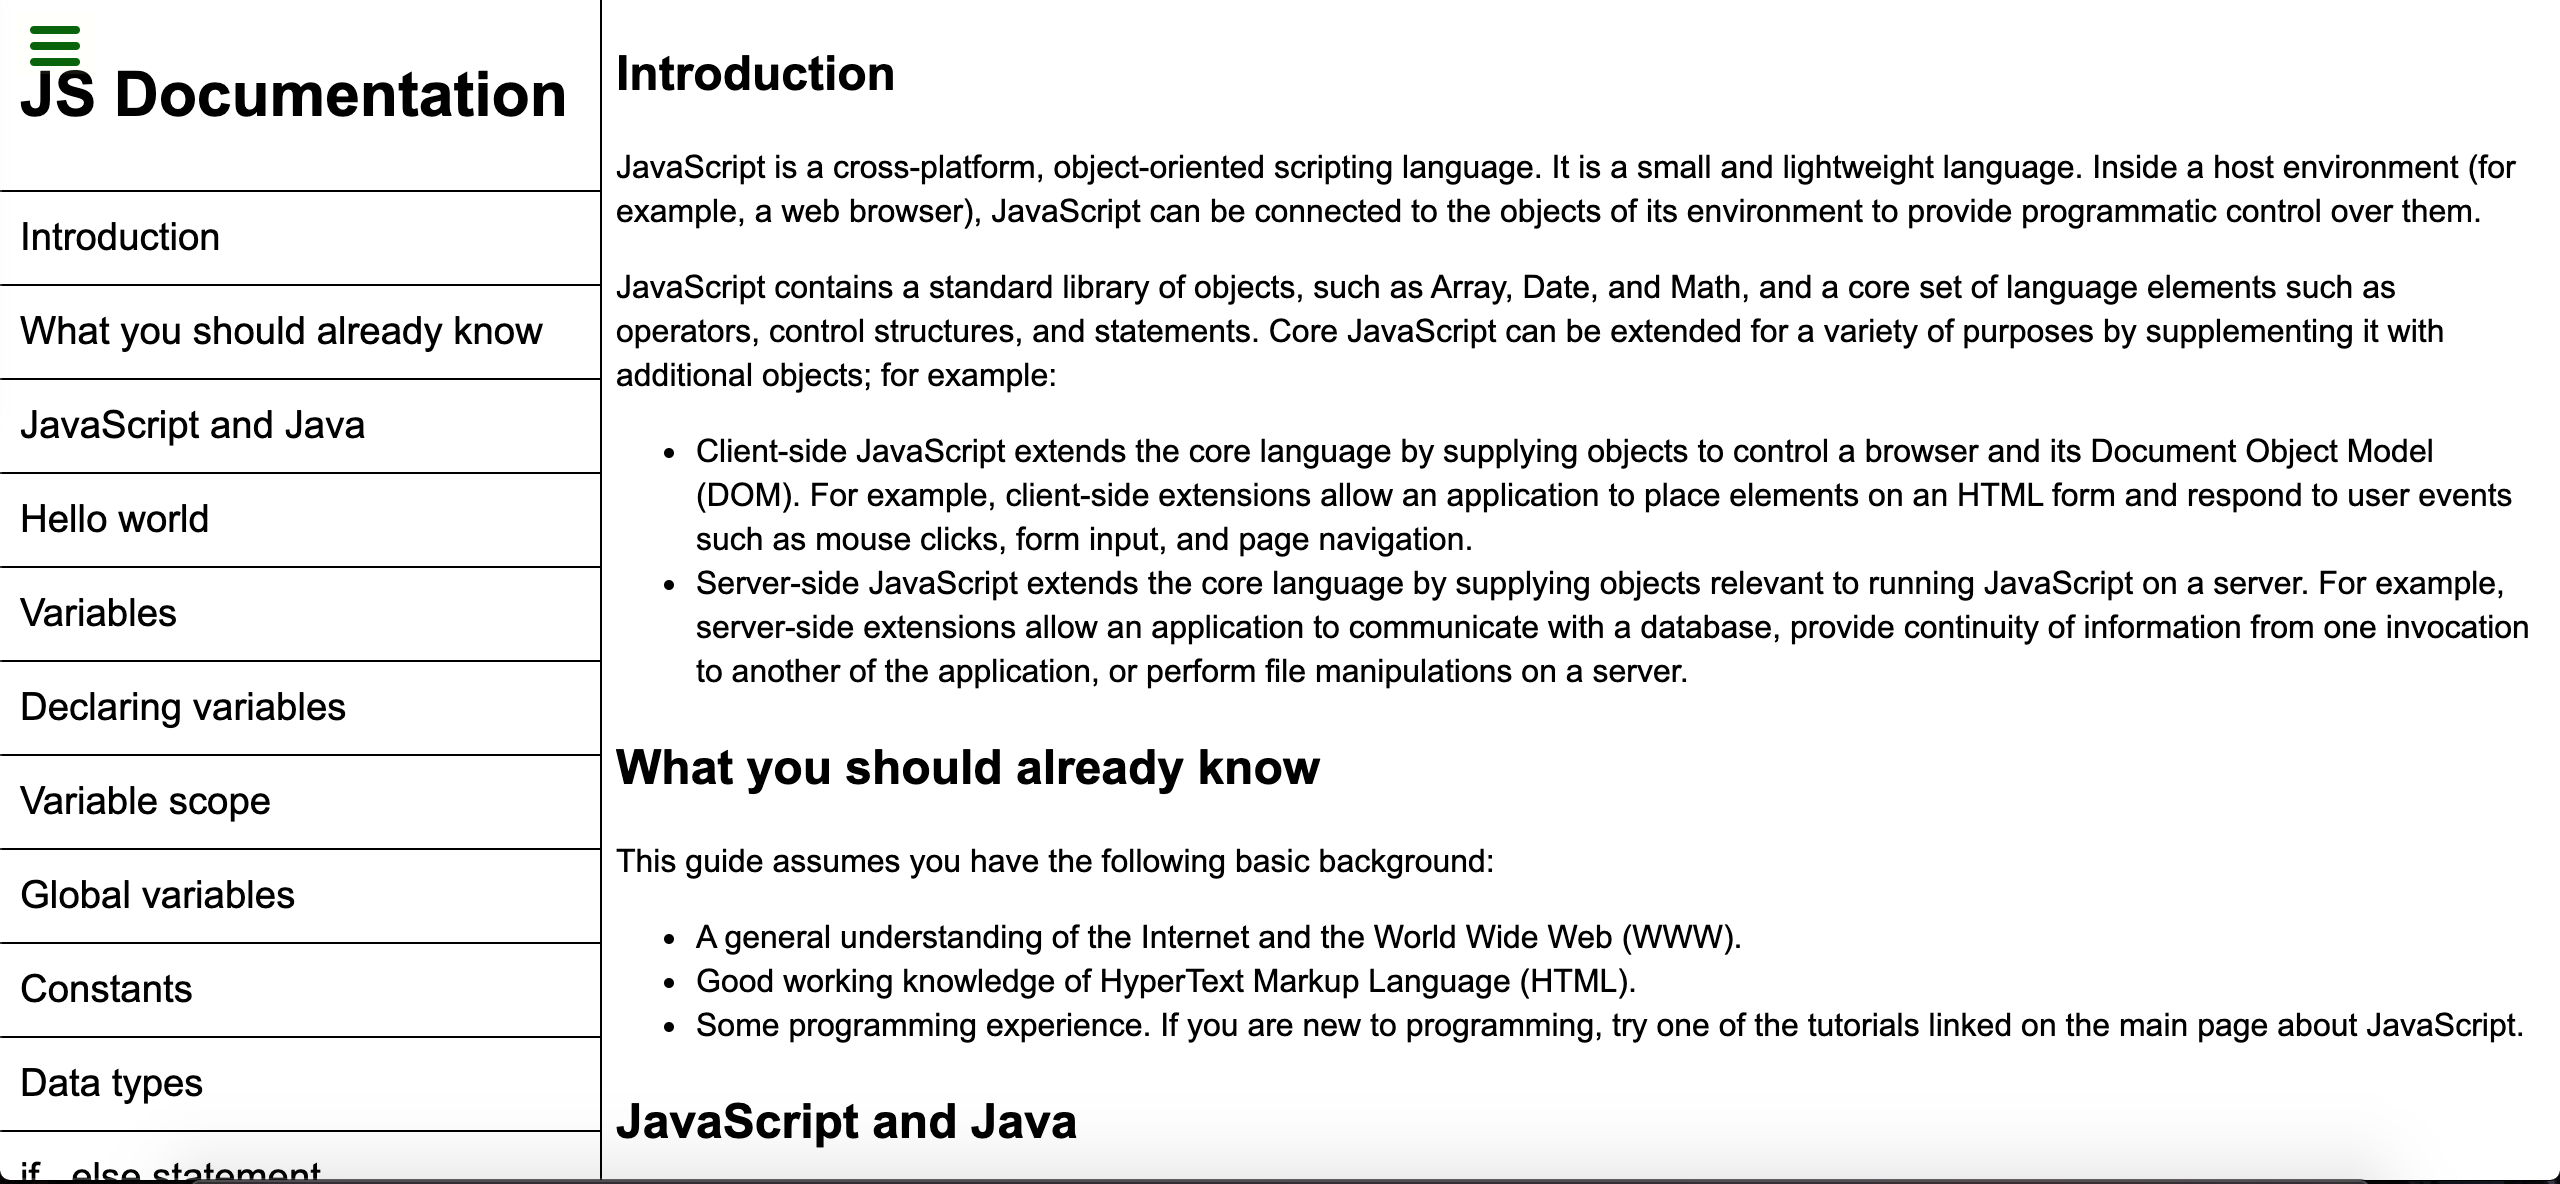 JS Documentation
Introduction
What you should already know
JavaScript and Java
Hello world
Variables
Declaring variables
Variable scope
Global variables
Constants
Data types
if...else statement
Introduction
JavaScript is a cross-platform, object-oriented scripting language. It is a small and lightweight language. Inside a host environment (for
example, a web browser), JavaScript can be connected to the objects of its environment to provide programmatic control over them.
JavaScript contains a standard library of objects, such as Array, Date, and Math, and a core set of language elements such as
operators, control structures, and statements. Core JavaScript can be extended for a variety of purposes by supplementing it with
additional objects; for example:
• Client-side JavaScript extends the core language by supplying objects to control a browser and its Document Object Model
(DOM). For example, client-side extensions allow an application to place elements on an HTML form and respond to user events
such as mouse clicks, form input, and page navigation.
• Server-side JavaScript extends the core language by supplying objects relevant to running JavaScript on a server. For example,
server-side extensions allow an application to communicate with a database, provide continuity of information from one invocation
to another of the application, or perform file manipulations on a server.
What you should already know
This guide assumes you have the following basic background:
• A general understanding of the Internet and the World Wide Web (WWW).
• Good working knowledge of HyperText Markup Language (HTML).
• Some programming experience. If you are new to programming, try one of the tutorials linked on the main page about JavaScript.
JavaScript and Java